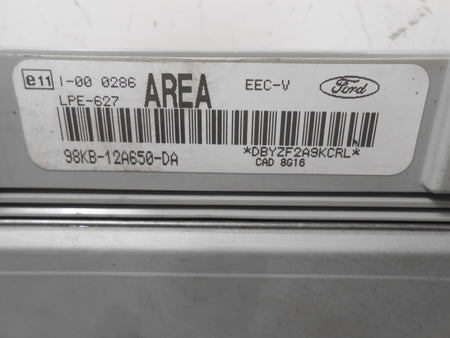 e11 I-00 0286 AREA EEC-V Ford
LPE-627
98KB-12A650-DA *DBYZF2A9KCRL*
CAD 8G16